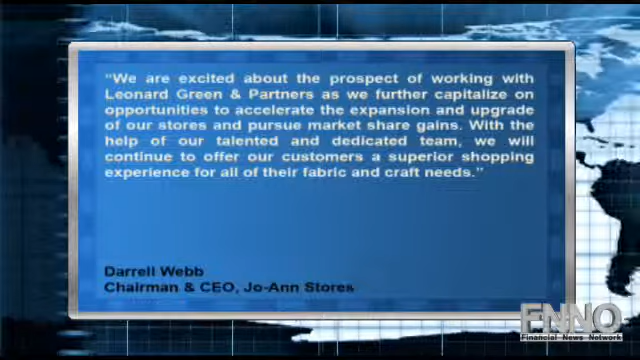 “We are excited about the prospect of working with
Leonard Green & Partners as we further capitalize on
opportunities to accelerate the expansion and upgrade
of our stores and pursue market share gains. With the
help of our talented and dedicated team, we will
continue to offer our customers a superior shopping
experience for all of their fabric and craft needs.”
Darrell Webb
Chairman & CEO, Jo-Ann Stores
FNNO
Financial News Network